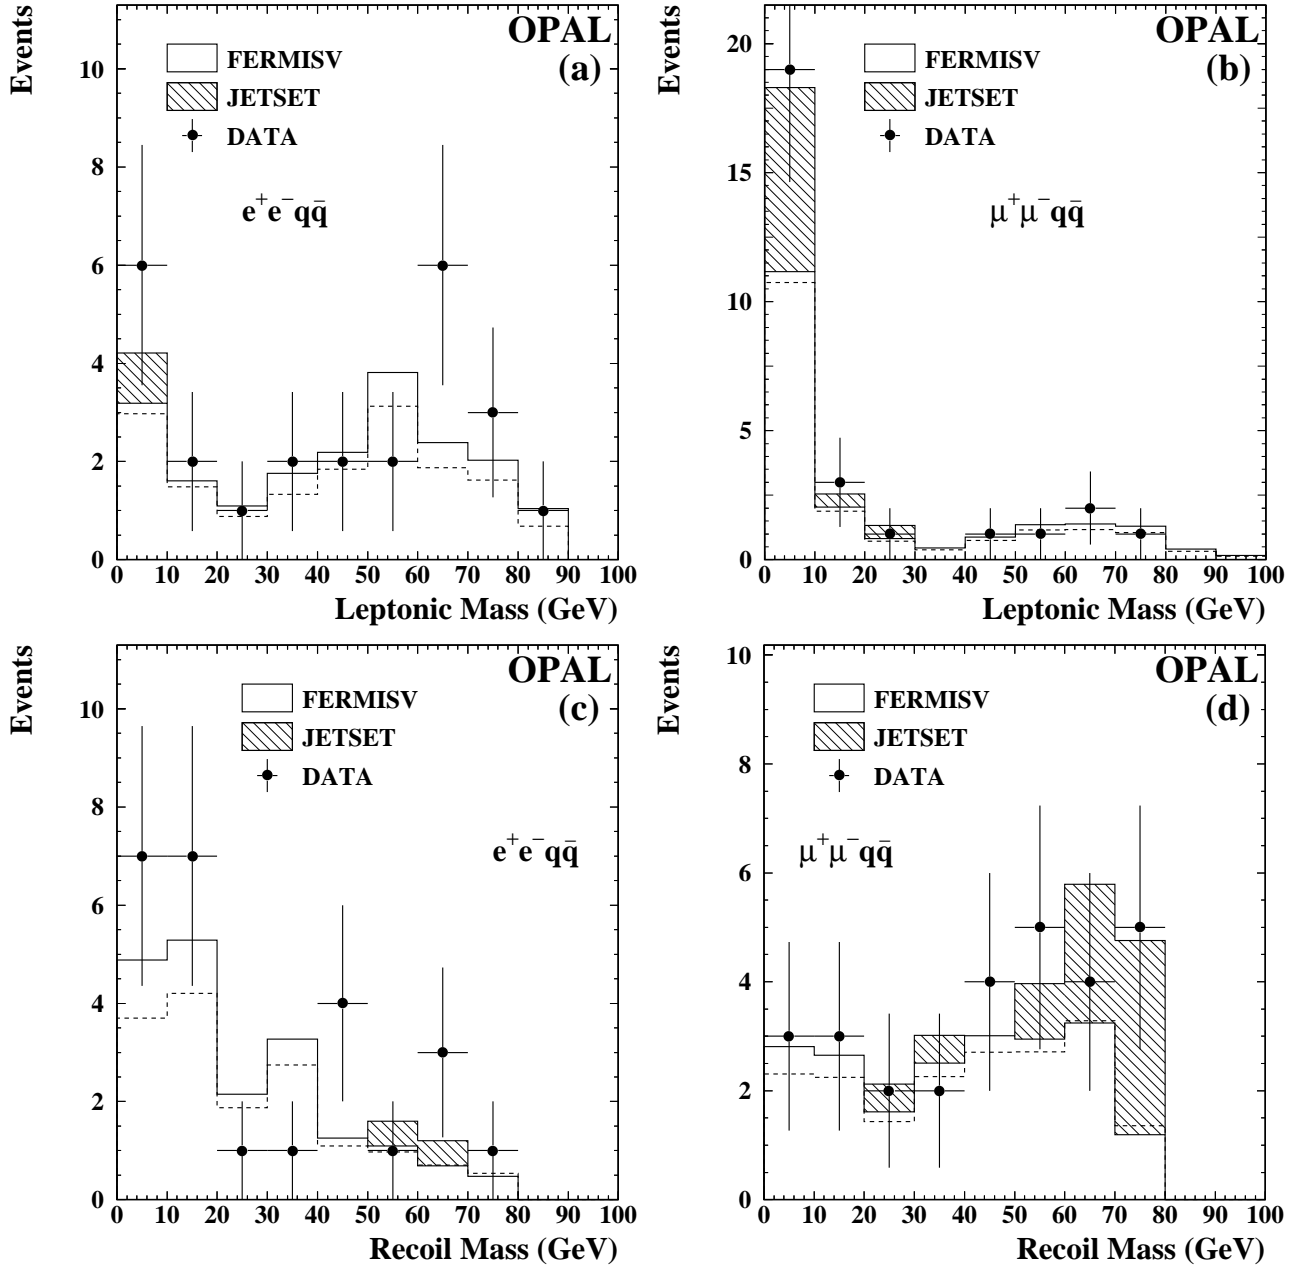 Events
OPAL
(a)
FERMISV
JETSET
DATA
e⁺e⁻qq̄
10
8
6
4
2
0
0 10 20 30 40 50 60 70 80 90 100
Leptonic Mass (GeV)
Events
OPAL
(b)
FERMISV
JETSET
DATA
μ⁺μ⁻qq̄
20
15
10
5
0
0 10 20 30 40 50 60 70 80 90 100
Leptonic Mass (GeV)
Events
OPAL
(c)
FERMISV
JETSET
DATA
e⁺e⁻qq̄
10
8
6
4
2
0
0 10 20 30 40 50 60 70 80 90 100
Recoil Mass (GeV)
Events
OPAL
(d)
FERMISV
JETSET
DATA
μ⁺μ⁻qq̄
10
8
6
4
2
0
0 10 20 30 40 50 60 70 80 90 100
Recoil Mass (GeV)